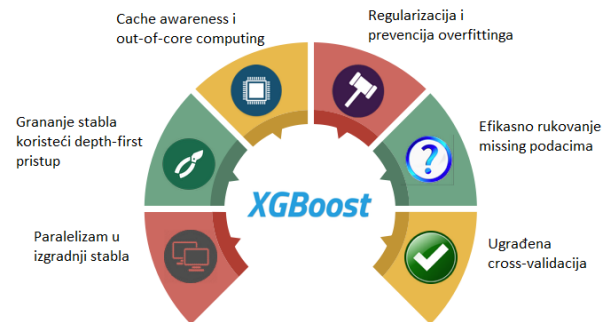 Cache awareness i
out-of-core computing
Regularizacija i
prevencija overfittinga
Grananje stabla
koristeći depth-first
pristup
Efikasno rukovanje
missing podacima
XGBoost
Paralelizam u
izgradnji stabla
Ugrađena
cross-validacija